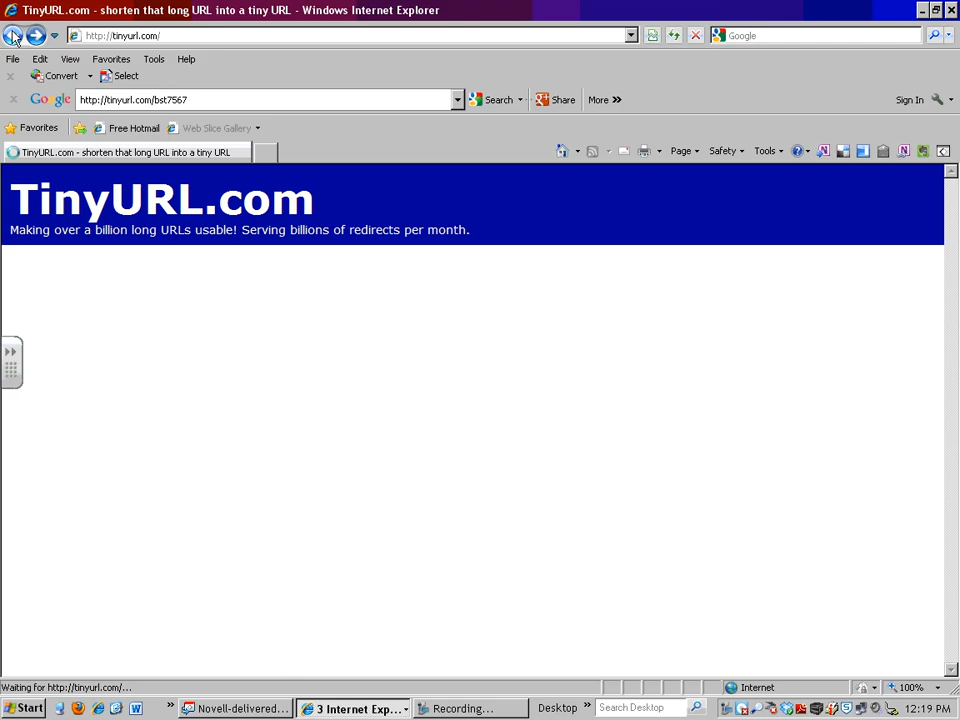 TinyURL.com - shorten that long URL into a tiny URL - Windows Internet Explorer
http://tinyurl.com/
Google
File Edit View Favorites Tools Help
x Convert Select
x Google http://tinyurl.com/bst7567 Search Share More » Sign In
Favorites Free Hotmail Web Slice Gallery
TinyURL.com - shorten that long URL into a tiny URL
Page Safety Tools
TinyURL.com
Making over a billion long URLs usable! Serving billions of redirects per month.
Waiting for http://tinyurl.com/...
Internet
100%
Start » Novell-delivered... 3 Internet Exp... Recording... Desktop » Search Desktop 12:19 PM